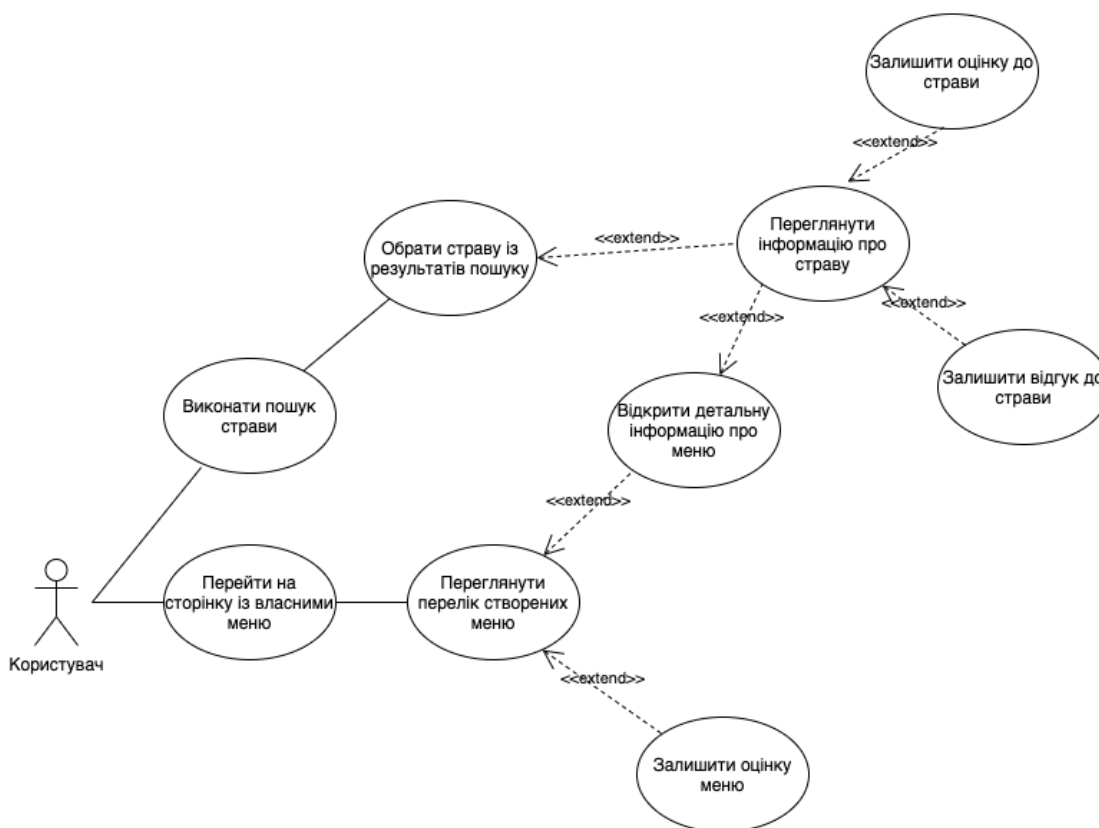 Залишити оцінку до
страви
<<extend>>
Переглянути
інформацію про
страву
<<extend>>
Обрати страву із
результатів пошуку
<<extend>>
<<extend>>
Залишити відгук до
страви
Виконати пошук
страви
Відкрити детальну
інформацію про
меню
<<extend>>
Перейти на
сторінку із власними
меню
Переглянути
перелік створених
меню
Користувач
<<extend>>
Залишити оцінку
меню